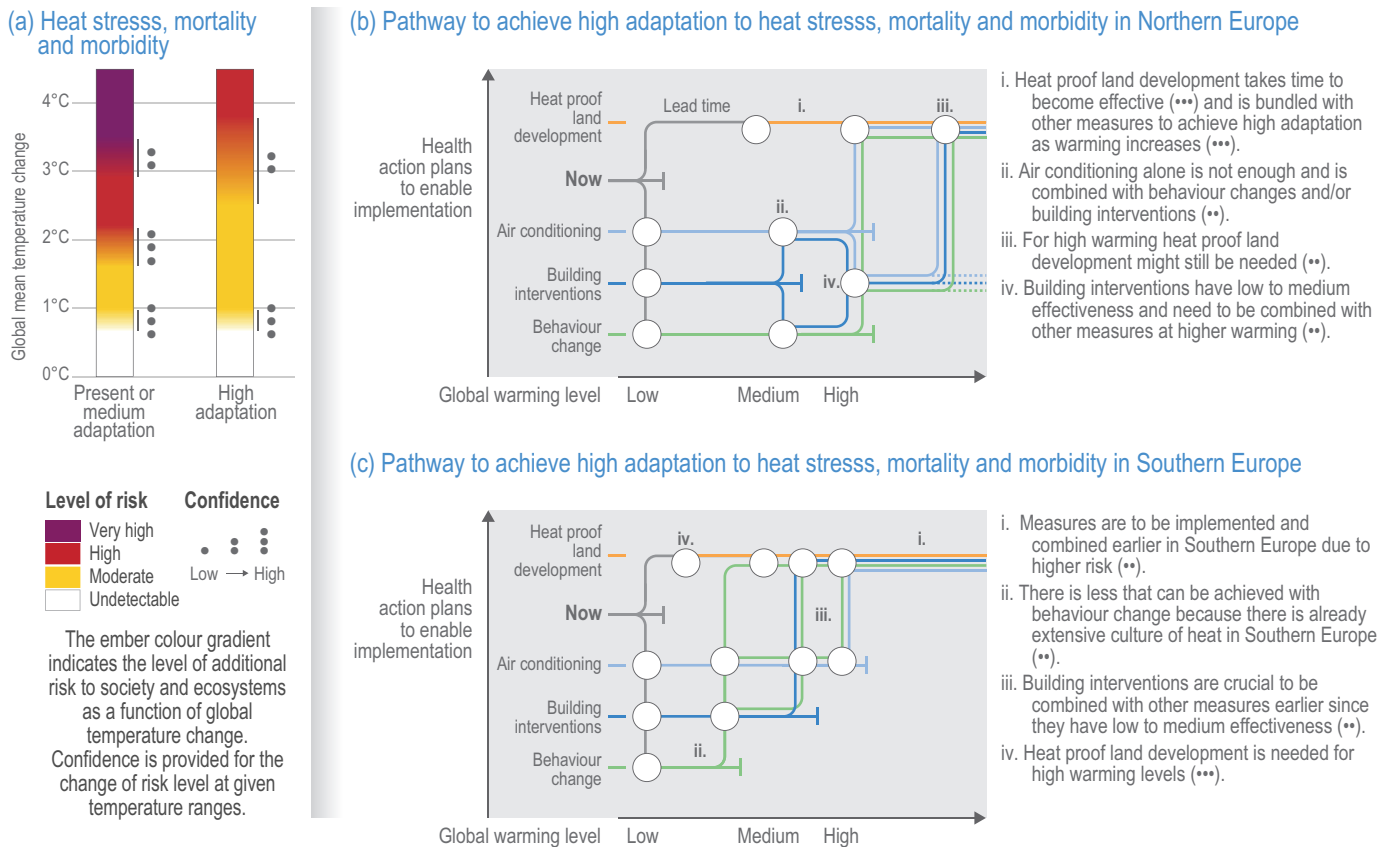 (a) Heat stresss, mortality
and morbidity
Global mean temperature change
4°C
3°C
2°C
1°C
0°C
Present or
medium
adaptation
High
adaptation
Level of risk
Very high
High
Moderate
Undetectable
Confidence
Low → High
The ember colour gradient
indicates the level of additional
risk to society and ecosystems
as a function of global
temperature change.
Confidence is provided for the
change of risk level at given
temperature ranges.
(b) Pathway to achieve high adaptation to heat stresss, mortality and morbidity in Northern Europe
Health
action plans
to enable
implementation
Heat proof
land
development
Now
Air conditioning
Building
interventions
Behaviour
change
Lead time
i.
iii.
ii.
iv.
Global warming level
Low
Medium
High
i. Heat proof land development takes time to
become effective (•••) and is bundled with
other measures to achieve high adaptation
as warming increases (•••).
ii. Air conditioning alone is not enough and is
combined with behaviour changes and/or
building interventions (••).
iii. For high warming heat proof land
development might still be needed (••).
iv. Building interventions have low to medium
effectiveness and need to be combined with
other measures at higher warming (••).
(c) Pathway to achieve high adaptation to heat stresss, mortality and morbidity in Southern Europe
Health
action plans
to enable
implementation
Heat proof
land
development
Now
Air conditioning
Building
interventions
Behaviour
change
iv.
i.
iii.
ii.
Global warming level
Low
Medium
High
i. Measures are to be implemented and
combined earlier in Southern Europe due to
higher risk (••).
ii. There is less that can be achieved with
behaviour change because there is already
extensive culture of heat in Southern Europe
(••).
iii. Building interventions are crucial to be
combined with other measures earlier since
they have low to medium effectiveness (••).
iv. Heat proof land development is needed for
high warming levels (•••).